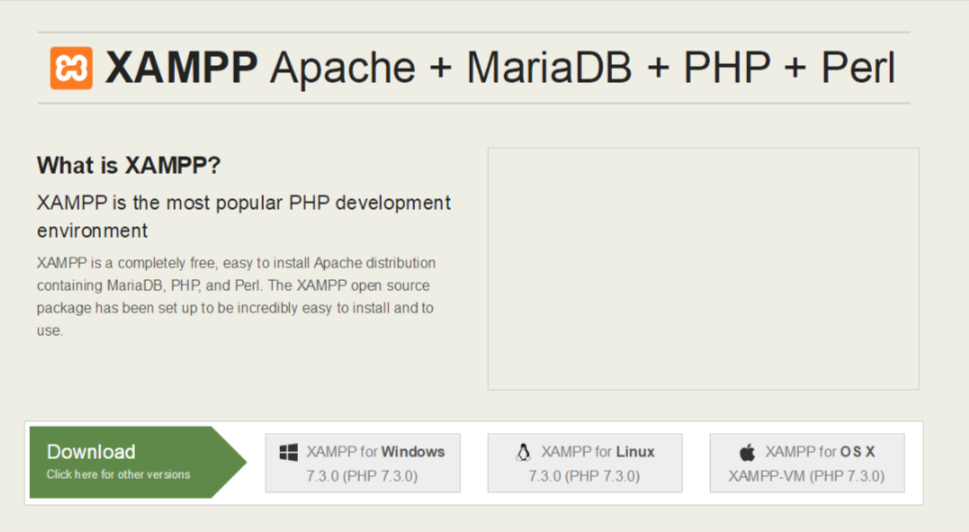 XAMPP Apache + MariaDB + PHP + Perl
What is XAMPP?
XAMPP is the most popular PHP development
environment
XAMPP is a completely free, easy to install Apache distribution
containing MariaDB, PHP, and Perl. The XAMPP open source
package has been set up to be incredibly easy to install and to
use.
Download
Click here for other versions
XAMPP for Windows
7.3.0 (PHP 7.3.0)
XAMPP for Linux
7.3.0 (PHP 7.3.0)
XAMPP for OS X
XAMPP-VM (PHP 7.3.0)